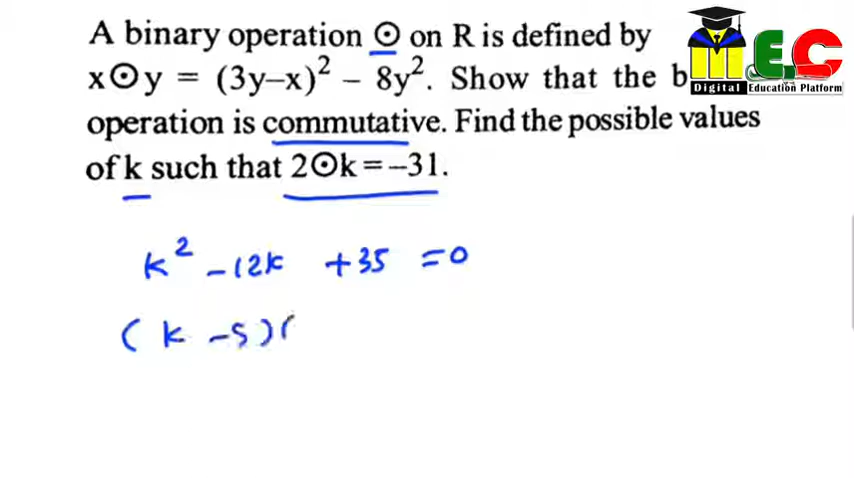 A binary operation ⊙ on R is defined by
x⊙y = (3y–x)² – 8y². Show that the b
operation is commutative. Find the possible values
of k such that 2⊙k = –31.
k² – 12k + 35 = 0
( k – 5 ) (
MEC
Digital Education Platform